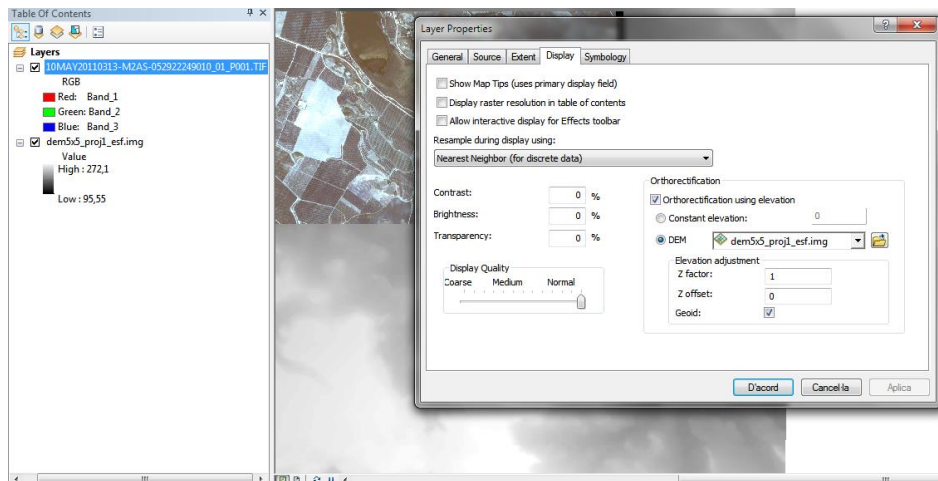 Table Of Contents
Layers
10MAY20110313-M2AS-052922249010_01_P001.TIF
RGB
Red: Band_1
Green: Band_2
Blue: Band_3
dem5x5_proj1_esf.img
Value
High : 272,1
Low : 95,55
Layer Properties
General Source Extent Display Symbology
Show Map Tips (uses primary display field)
Display raster resolution in table of contents
Allow interactive display for Effects toolbar
Resample during display using:
Nearest Neighbor (for discrete data)
Contrast: 0 %
Brightness: 0 %
Transparency: 0 %
Display Quality
Coarse Medium Normal
Orthorectification
Orthorectification using elevation
Constant elevation: 0
DEM dem5x5_proj1_esf.img
Elevation adjustment
Z factor: 1
Z offset: 0
Geoid:
D'acord Cancel·la Aplica